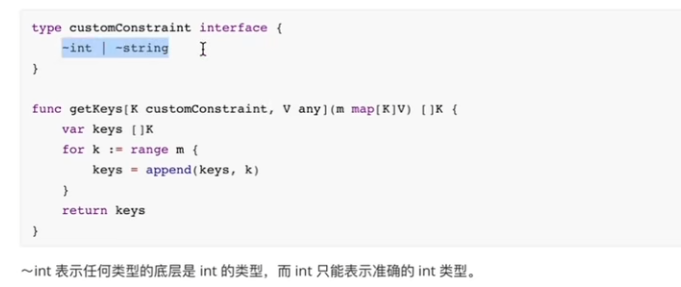 type customConstraint interface {
    ~int | ~string
}
func getKeys[K customConstraint, V any](m map[K]V) []K {
    var keys []K
    for k := range m {
        keys = append(keys, k)
    }
    return keys
}
～int 表示任何类型的底层是 int 的类型，而 int 只能表示准确的 int 类型。